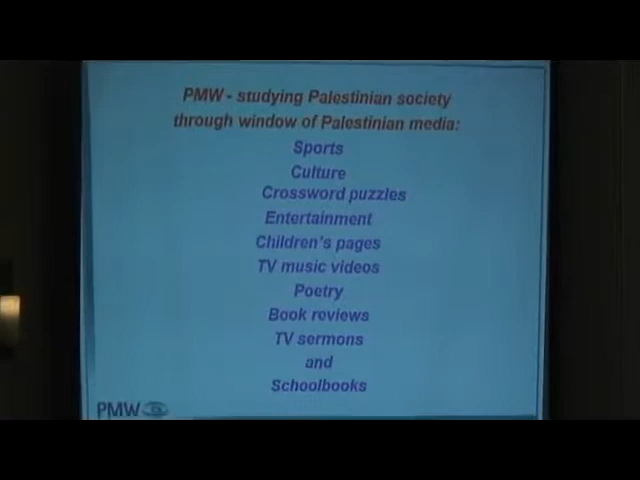 PMW - studying Palestinian society
through window of Palestinian media:
Sports
Culture
Crossword puzzles
Entertainment
Children's pages
TV music videos
Poetry
Book reviews
TV sermons
and
Schoolbooks
PMW